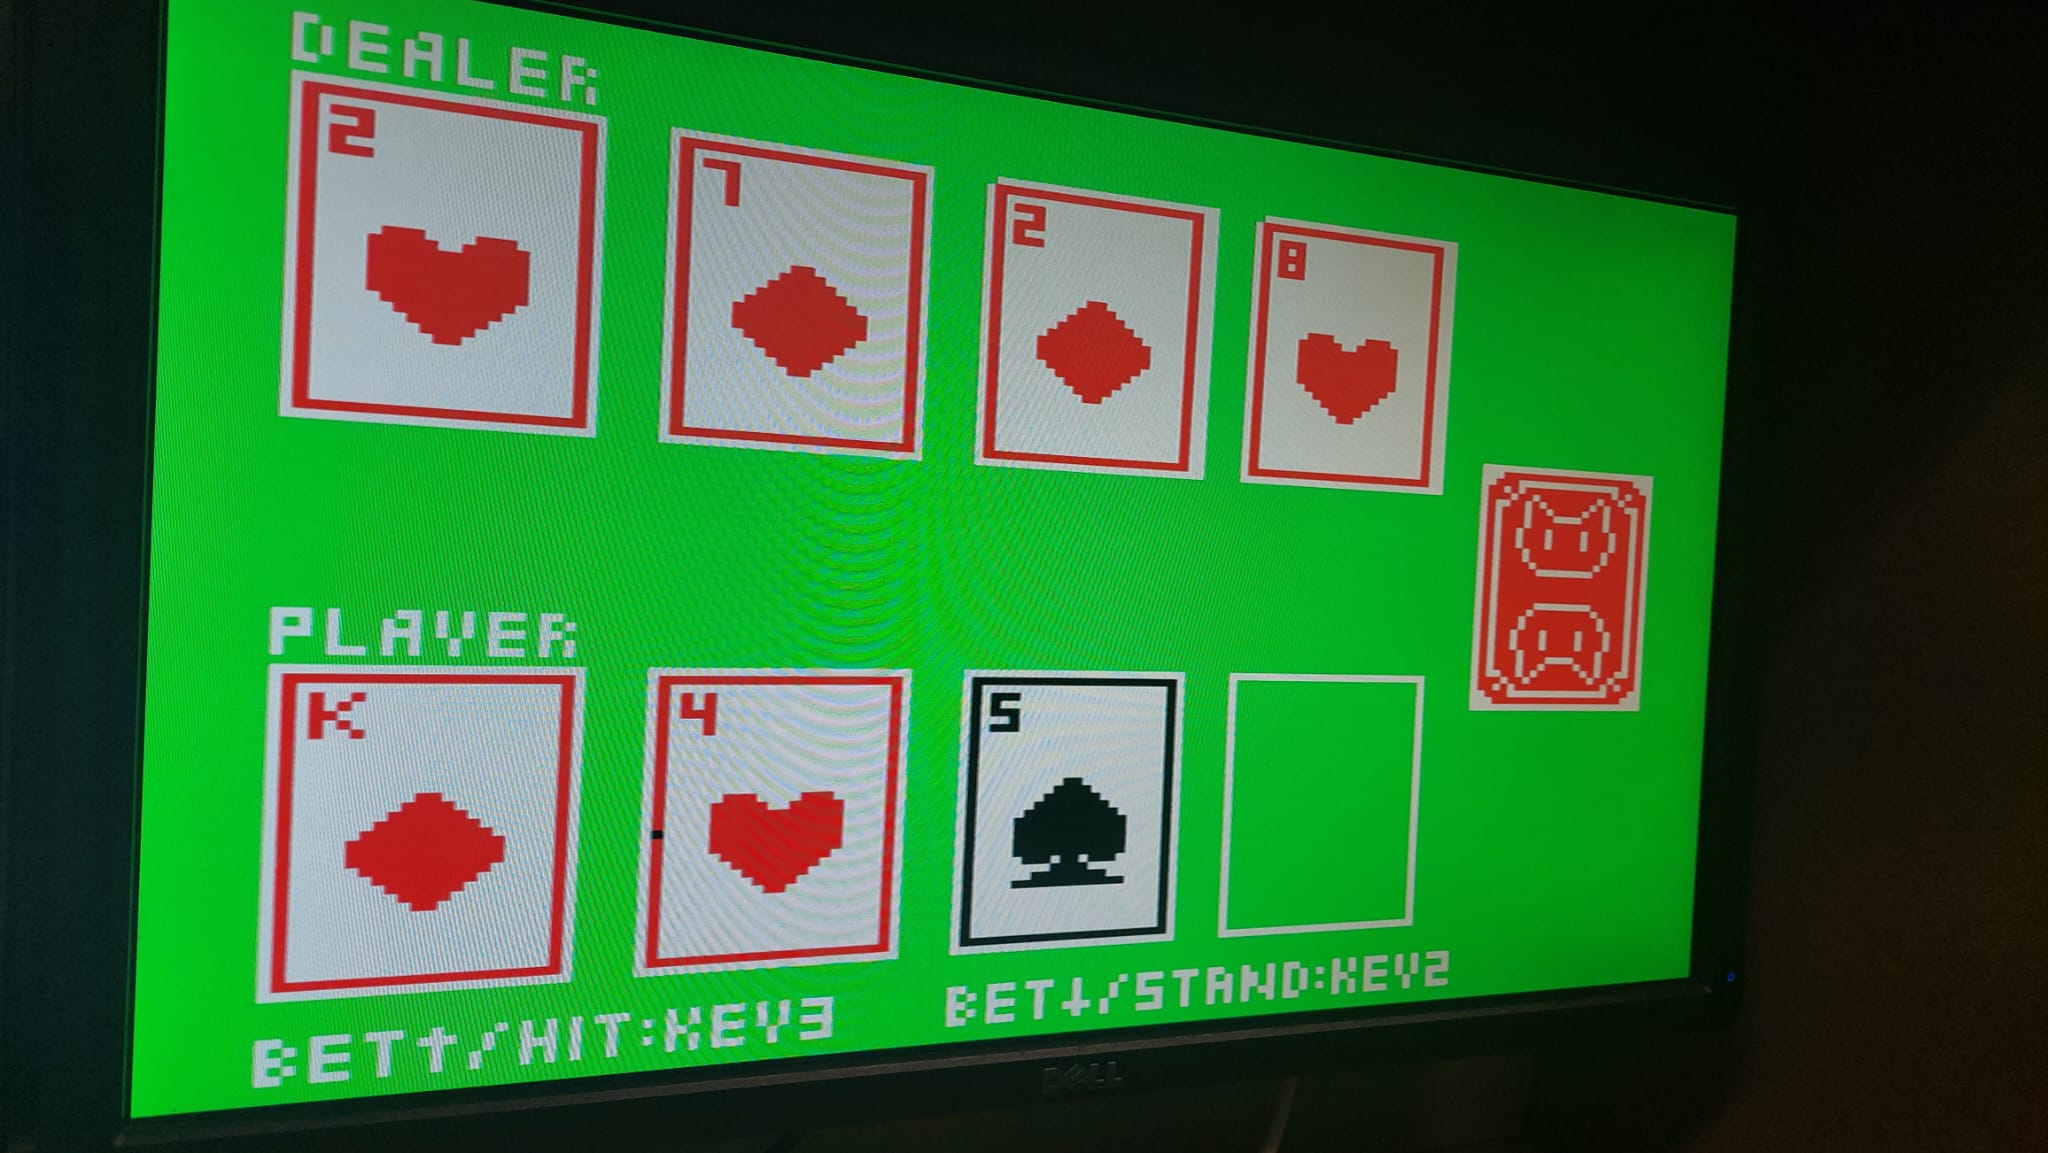 DEALER
2 7 2 8
PLAYER
K 4 5
BET↑/HIT:KEY3 BET↓/STAND:KEY2
DELL